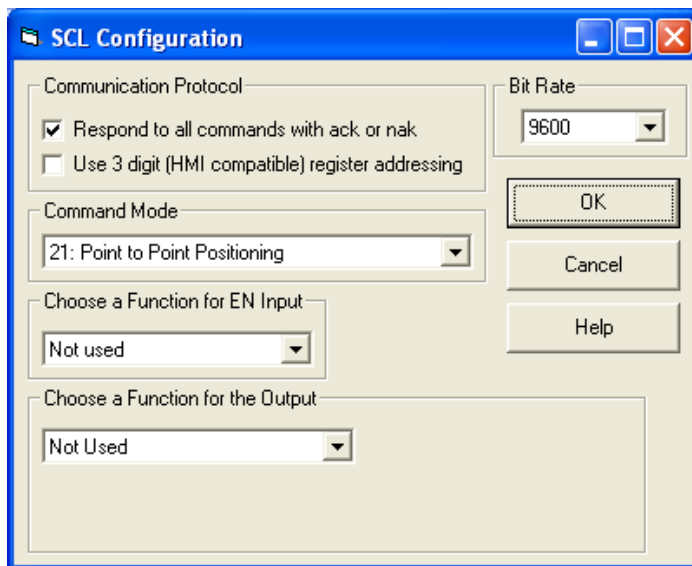 SCL Configuration
Communication Protocol
Respond to all commands with ack or nak
Use 3 digit (HMI compatible) register addressing
Bit Rate
9600
Command Mode
21: Point to Point Positioning
OK
Cancel
Help
Choose a Function for EN Input
Not used
Choose a Function for the Output
Not Used